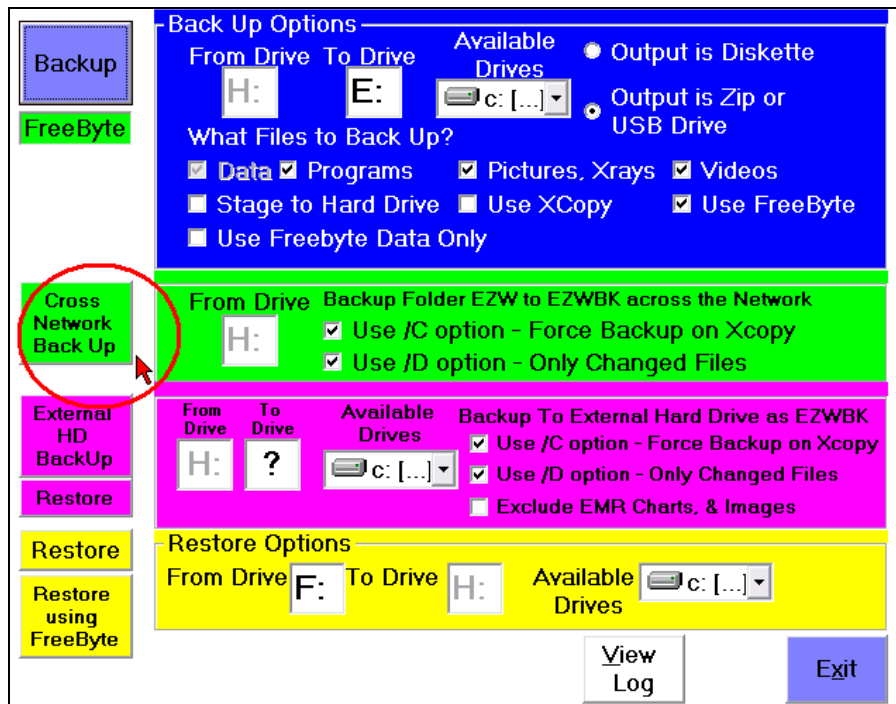 Backup
FreeByte
Back Up Options
From Drive To Drive
Available Drives
H:
E:
c: [...]
Output is Diskette
Output is Zip or
USB Drive
What Files to Back Up?
Data Programs Pictures, Xrays Videos
Stage to Hard Drive Use XCopy Use FreeByte
Use Freebyte Data Only
Cross
Network
Back Up
From Drive
H:
Backup Folder EZW to EZWBK across the Network
Use /C option - Force Backup on Xcopy
Use /D option - Only Changed Files
External
HD
BackUp
Restore
From Drive
To Drive
Available Drives
H:
?
c: [...]
Backup To External Hard Drive as EZWBK
Use /C option - Force Backup on Xcopy
Use /D option - Only Changed Files
Exclude EMR Charts, & Images
Restore
Restore
using
FreeByte
Restore Options
From Drive F: To Drive H: Available Drives c: [...]
View
Log
Exit